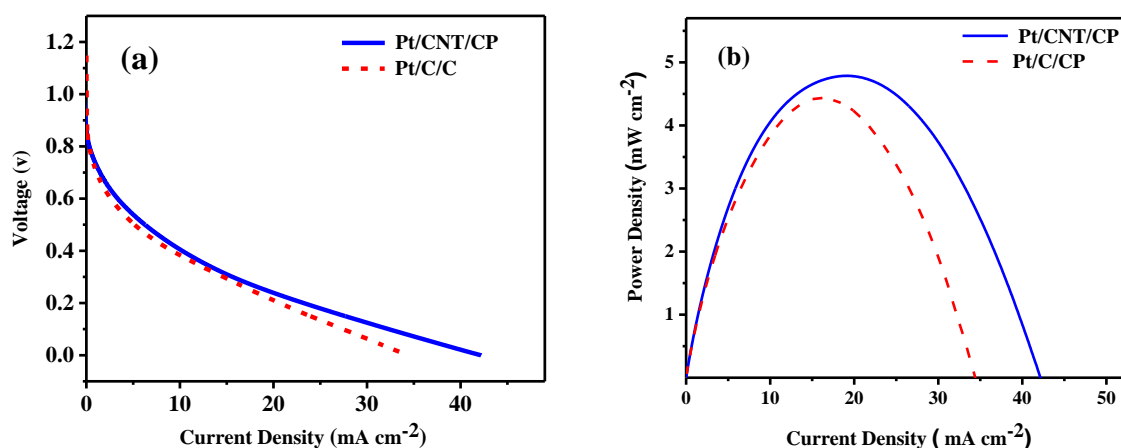 (a)
Pt/CNT/CP
Pt/C/C
Voltage (v)
1.2
1.0
0.8
0.6
0.4
0.2
0.0
0
10
20
30
40
Current Density (mA cm-2)
(b)
Pt/CNT/CP
Pt/C/CP
Power Density (mW cm-2)
5
4
3
2
1
0
10
20
30
40
50
Current Density ( mA cm-2)